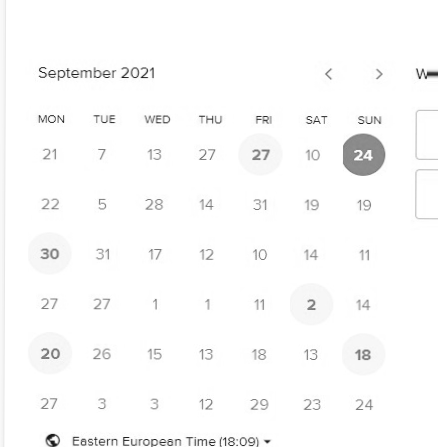 September 2021
MON TUE WED THU FRI SAT SUN
21 7 13 27 27 10 24
22 5 28 14 31 19 19
30 31 17 12 10 14 11
27 27 1 1 11 2 14
20 26 15 13 18 13 18
27 3 3 12 29 23 24
Eastern European Time (18:09)